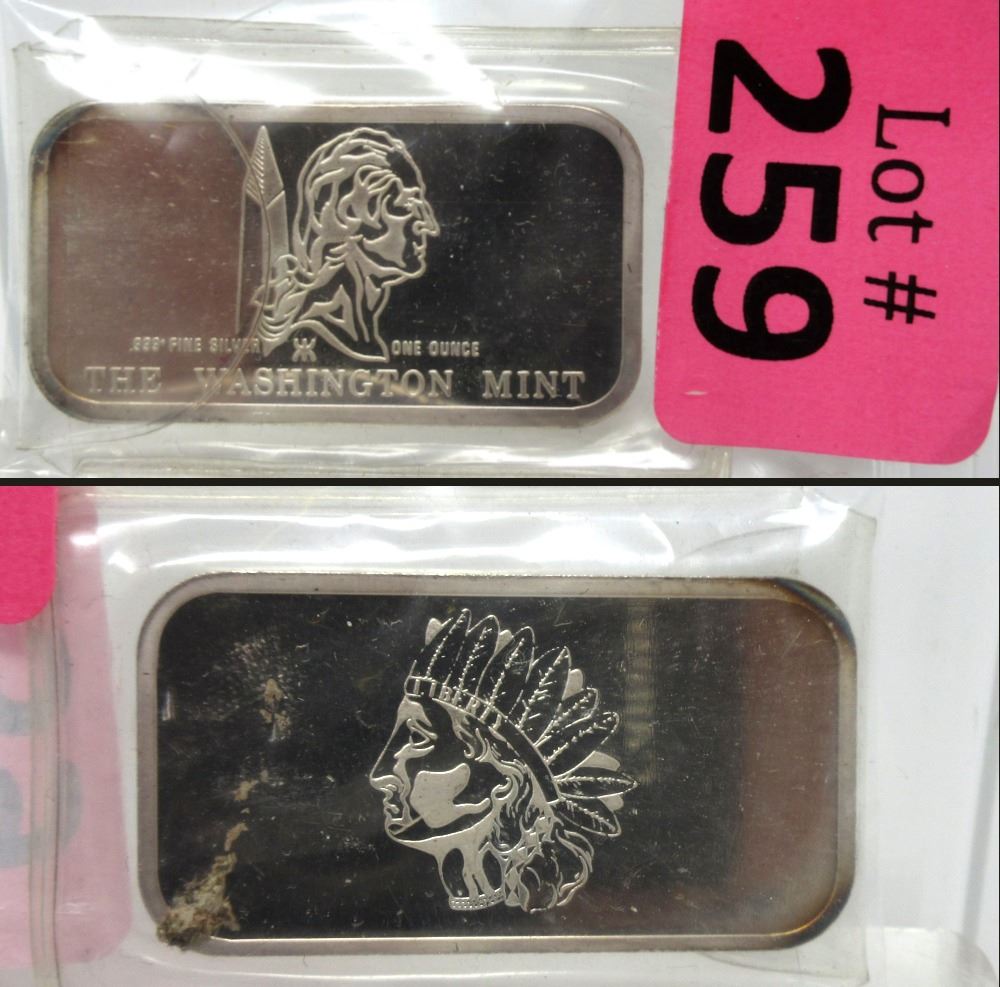 .999+ FINE SILVER ONE OUNCE
THE WASHINGTON MINT
Lot #
259
LIBERTY